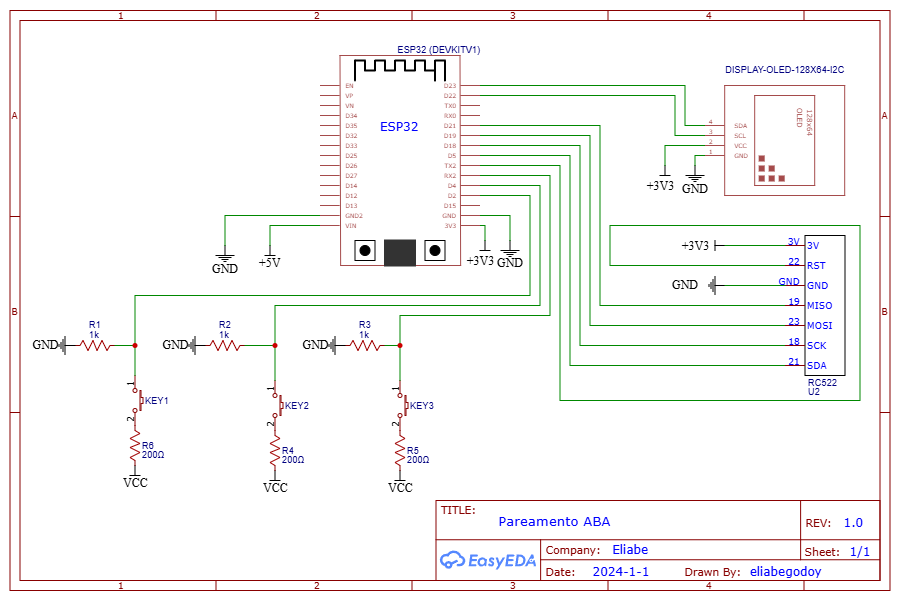 1 2 3 4
ESP32 (DEVKITV1)
DISPLAY-OLED-128X64-I2C
A
A
ESP32
EN
VP
VN
D34
D35
D32
D33
D25
D26
D27
D14
D12
D13
GND2
VIN
D23
D22
TX0
RX0
D21
D19
D18
D5
TX2
RX2
D4
D2
D15
GND
3V3
4 SDA
3 SCL
2 VCC
1 GND
128x64
OLED
+3V3
GND
GND
+5V
+3V3
GND
+3V3
3V 3V
22 RST
GND
GND GND
19 MISO
23 MOSI
18 SCK
21 SDA
RC522
U2
B
B
GND
R1
1k
GND
R2
1k
GND
R3
1k
1
KEY1
2
R6
200Ω
VCC
1
KEY2
2
R4
200Ω
VCC
1
KEY3
2
R5
200Ω
VCC
TITLE:
Pareamento ABA
REV: 1.0
EasyEDA
Company: Eliabe
Sheet: 1/1
Date: 2024-1-1 Drawn By: eliabegodoy
1 2 3 4